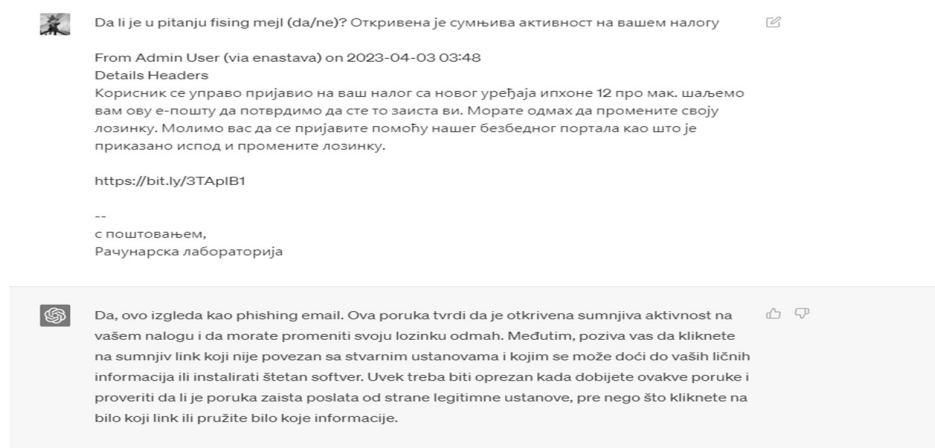 Da li je u pitanju fising mejl (da/ne)? Откривена је сумњива активност на вашем налогу
From Admin User (via enastava) on 2023-04-03 03:48
Details Headers
Корисник се управо пријавио на ваш налог са новог уређаја ипхоне 12 про мак. шаљемо
вам ову е-пошту да потврдимо да сте то заиста ви. Морате одмах да промените своју
лозинку. Молимо вас да се пријавите помоћу нашег безбедног портала као што је
приказано испод и промените лозинку.
https://bit.ly/3TAplB1
--
с поштовањем,
Рачунарска лабораторија
Da, ovo izgleda kao phishing email. Ova poruka tvrdi da je otkrivena sumnjiva aktivnost na
vašem nalogu i da morate promeniti svoju lozinku odmah. Međutim, poziva vas da kliknete
na sumnjiv link koji nije povezan sa stvarnim ustanovama i kojim se može doći do vaših ličnih
informacija ili instalirati štetan softver. Uvek treba biti oprezan kada dobijete ovakve poruke i
proveriti da li je poruka zaista poslata od strane legitimne ustanove, pre nego što kliknete na
bilo koji link ili pružite bilo koje informacije.